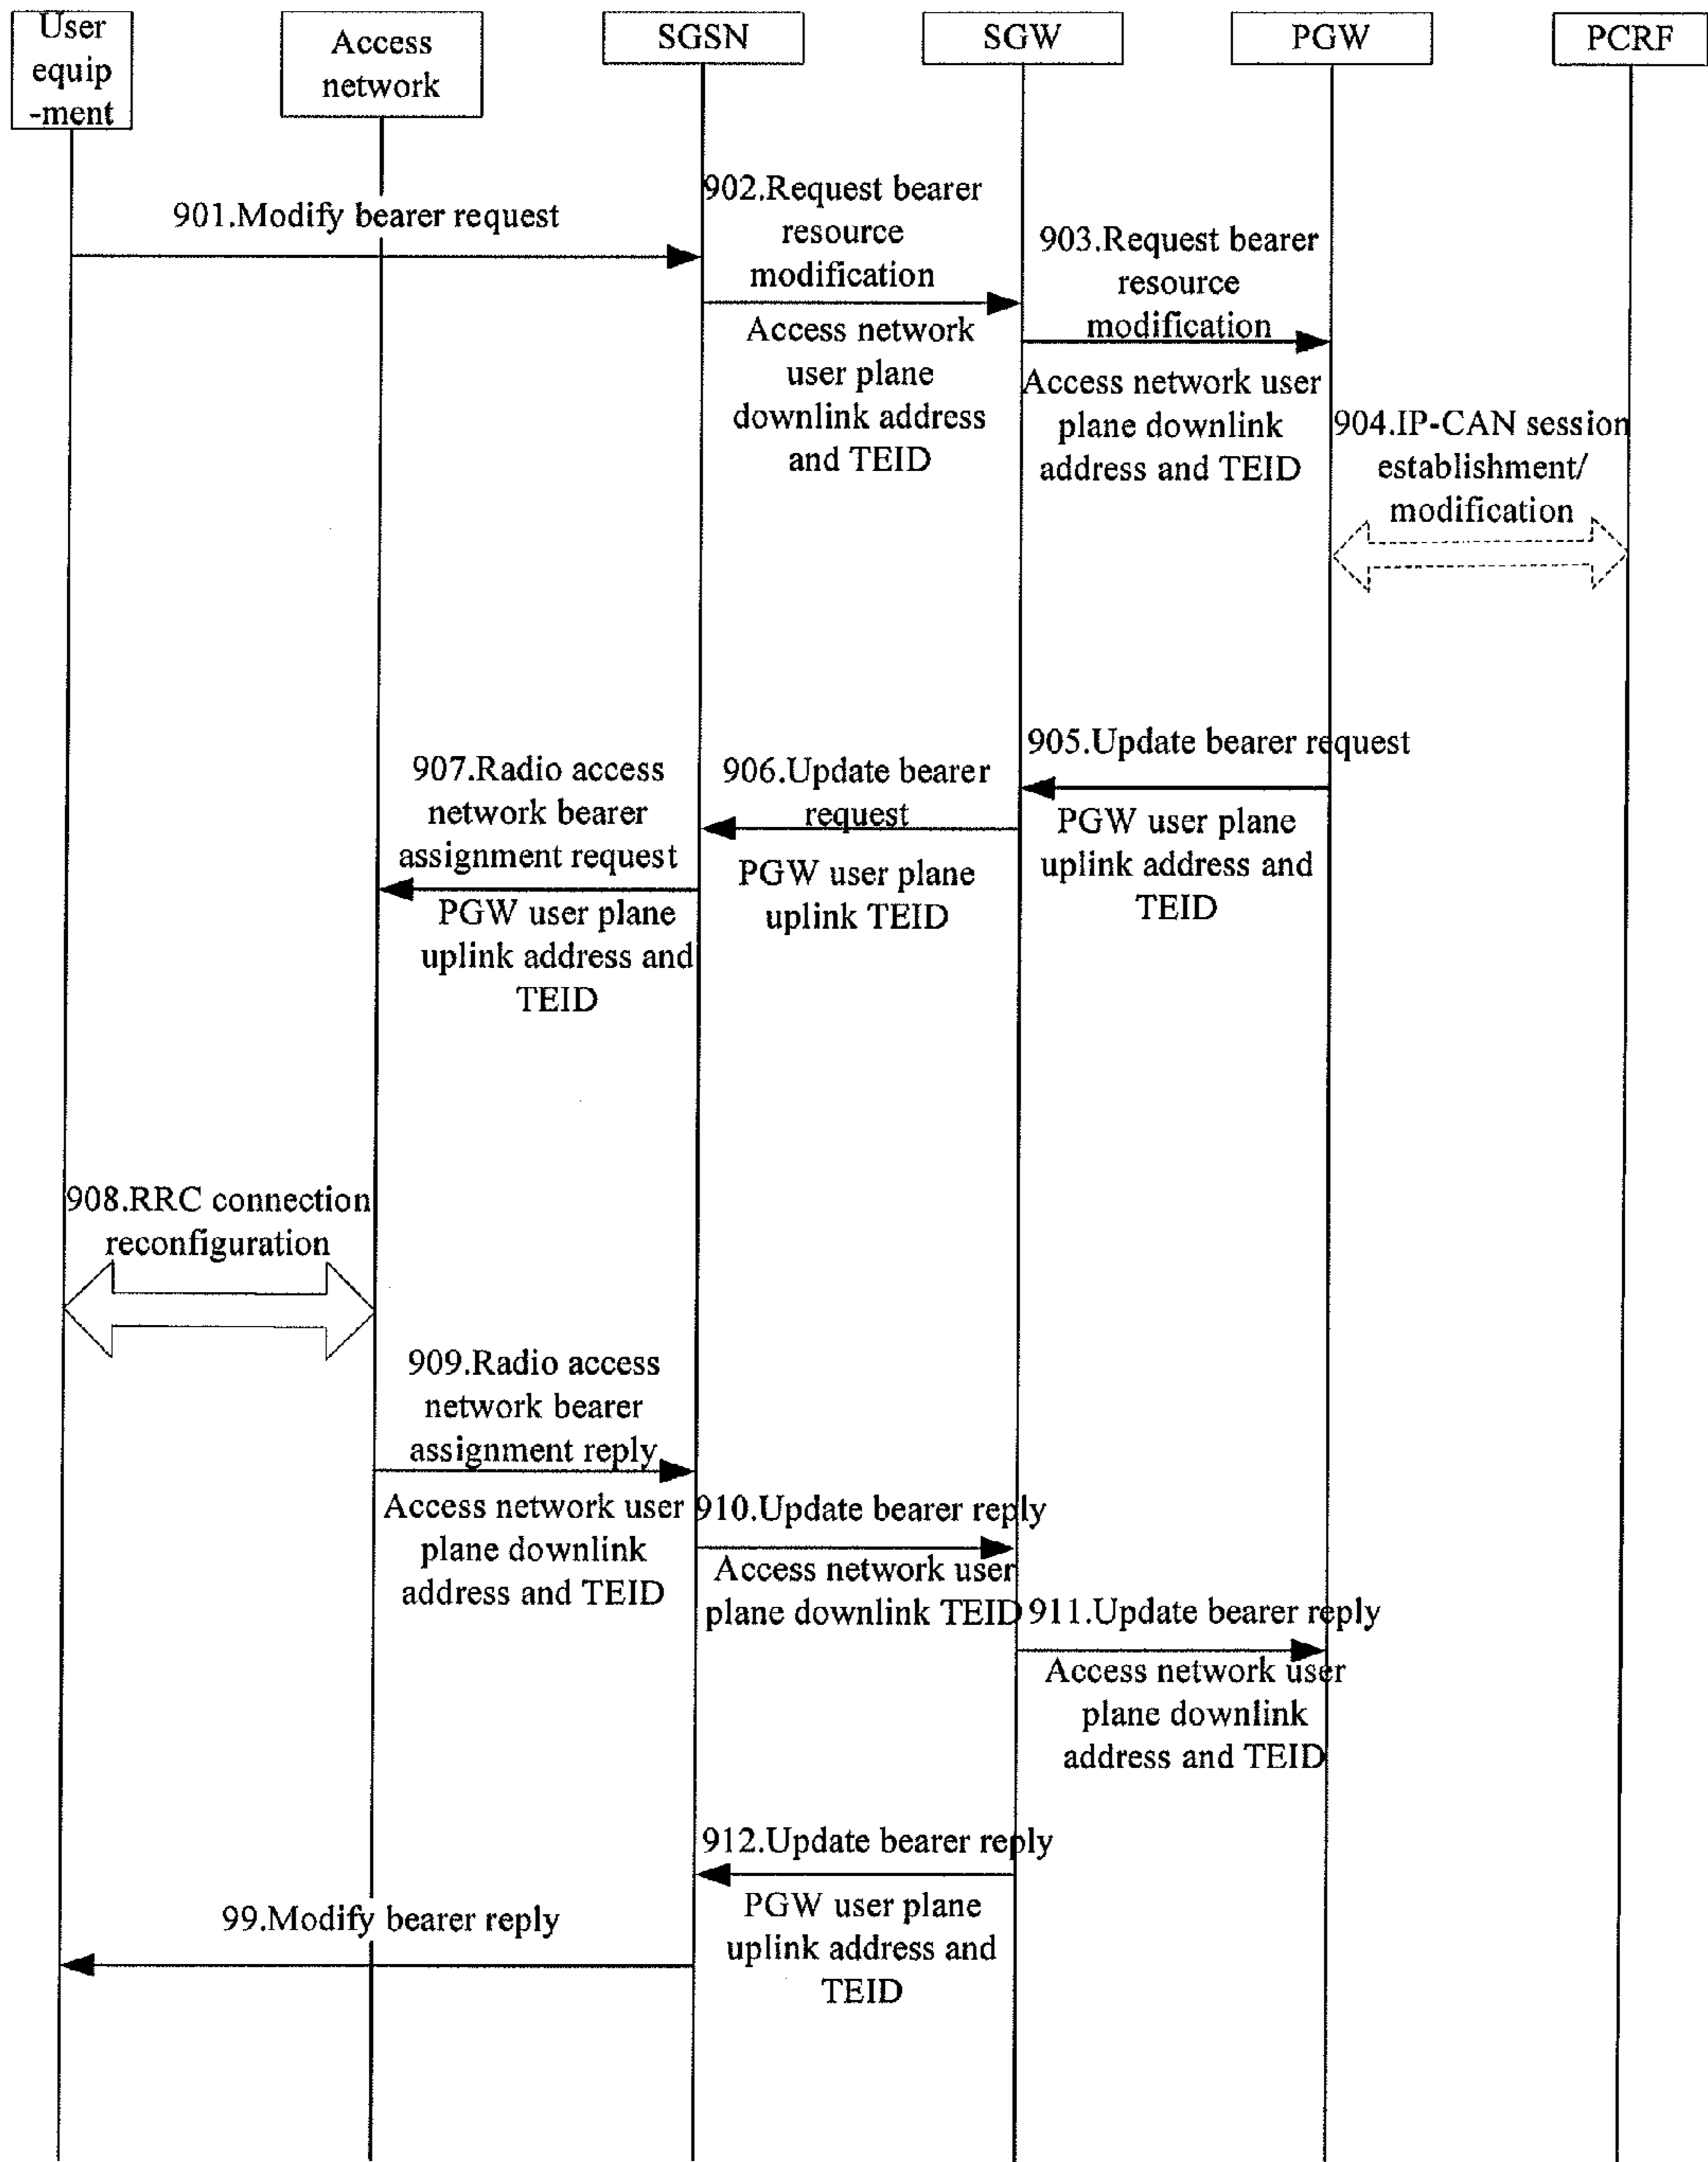 User
equip
-ment
Access
network
SGSN
SGW
PGW
PCRF
901.Modify bearer request
902.Request bearer
resource
modification
Access network
user plane
downlink address
and TEID
903.Request bearer
resource
modification
Access network user
plane downlink
address and TEID
904.IP-CAN session
establishment/
modification
905.Update bearer request
PGW user plane
uplink address and
TEID
906.Update bearer
request
PGW user plane
uplink TEID
907.Radio access
network bearer
assignment request
PGW user plane
uplink address and
TEID
908.RRC connection
reconfiguration
909.Radio access
network bearer
assignment reply
Access network user
plane downlink
address and TEID
910.Update bearer reply
Access network user
plane downlink TEID
911.Update bearer reply
Access network user
plane downlink
address and TEID
912.Update bearer reply
PGW user plane
uplink address and
TEID
99.Modify bearer reply